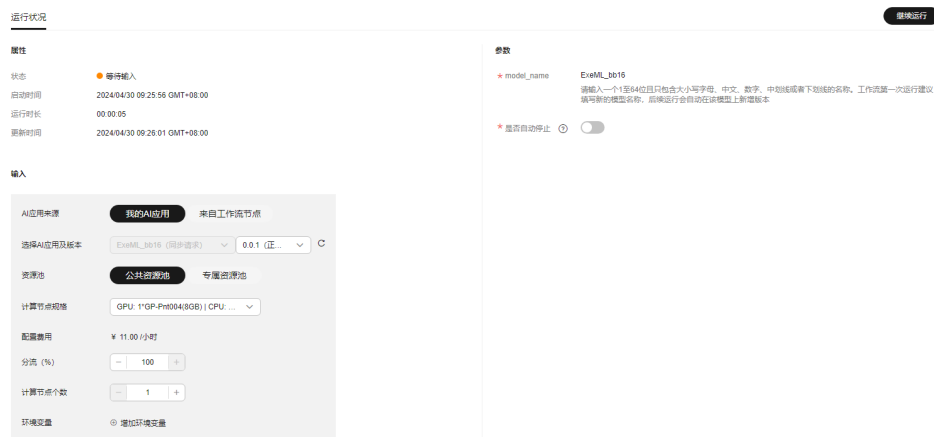 运行状况
继续运行
属性
状态 等待输入
启动时间 2024/04/30 09:25:56 GMT+08:00
运行时长 00:00:05
更新时间 2024/04/30 09:26:01 GMT+08:00
输入
AI应用来源 我的AI应用 来自工作流节点
选择AI应用及版本 ExeML_bb16（同步请求） 0.0.1（正...
资源池 公共资源池 专属资源池
计算节点规格 GPU: 1*GP-Pnt004(8GB) | CPU: ...
配置费用 ¥ 11.00 /小时
分流（%） − 100 +
计算节点个数 − 1 +
环境变量 增加环境变量
参数
* model_name ExeML_bb16
请输入一个1至64位且只包含大小写字母、中文、数字、中划线或者下划线的名称。工作流第一次运行建议
填写新的模型名称，后续运行会自动在该模型上新增版本
* 是否自动停止